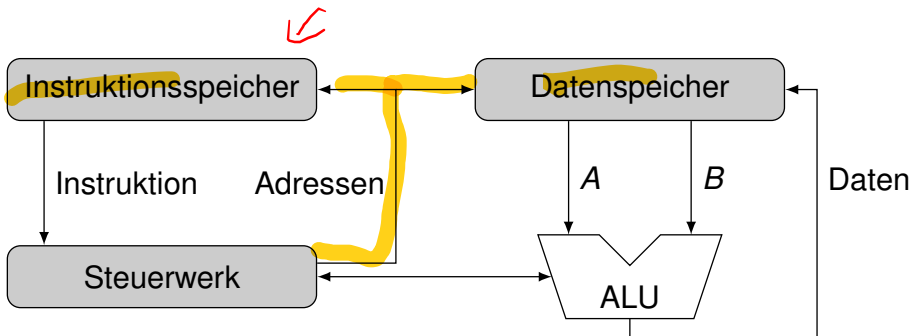 Instruktionsspeicher
Datenspeicher
Instruktion
Adressen
A
B
Daten
Steuerwerk
ALU